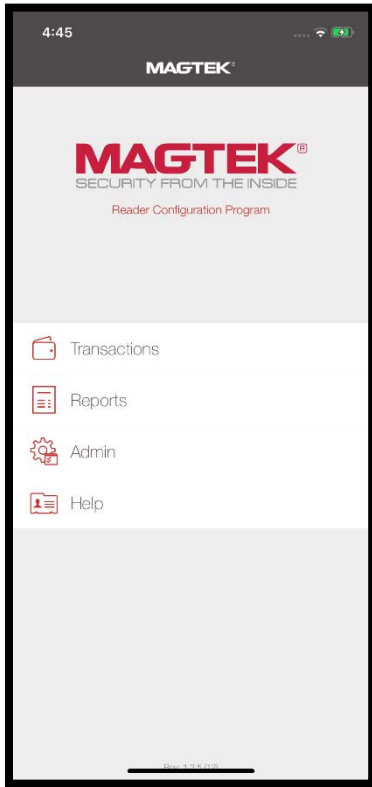 4:45
MAGTEK®
MAGTEK®
SECURITY FROM THE INSIDE
Reader Configuration Program
Transactions
Reports
Admin
Help